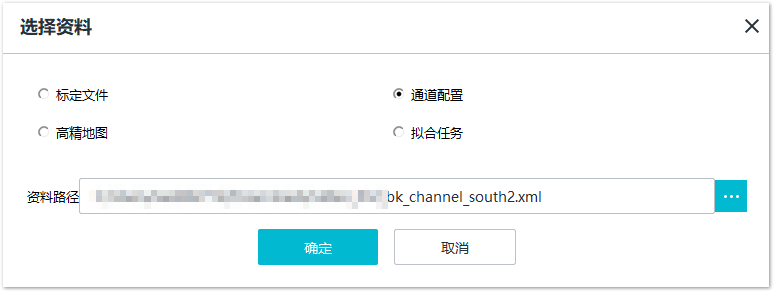 选择资料
标定文件
通道配置
高精地图
拟合任务
资料路径 bk_channel_south2.xml
确定
取消